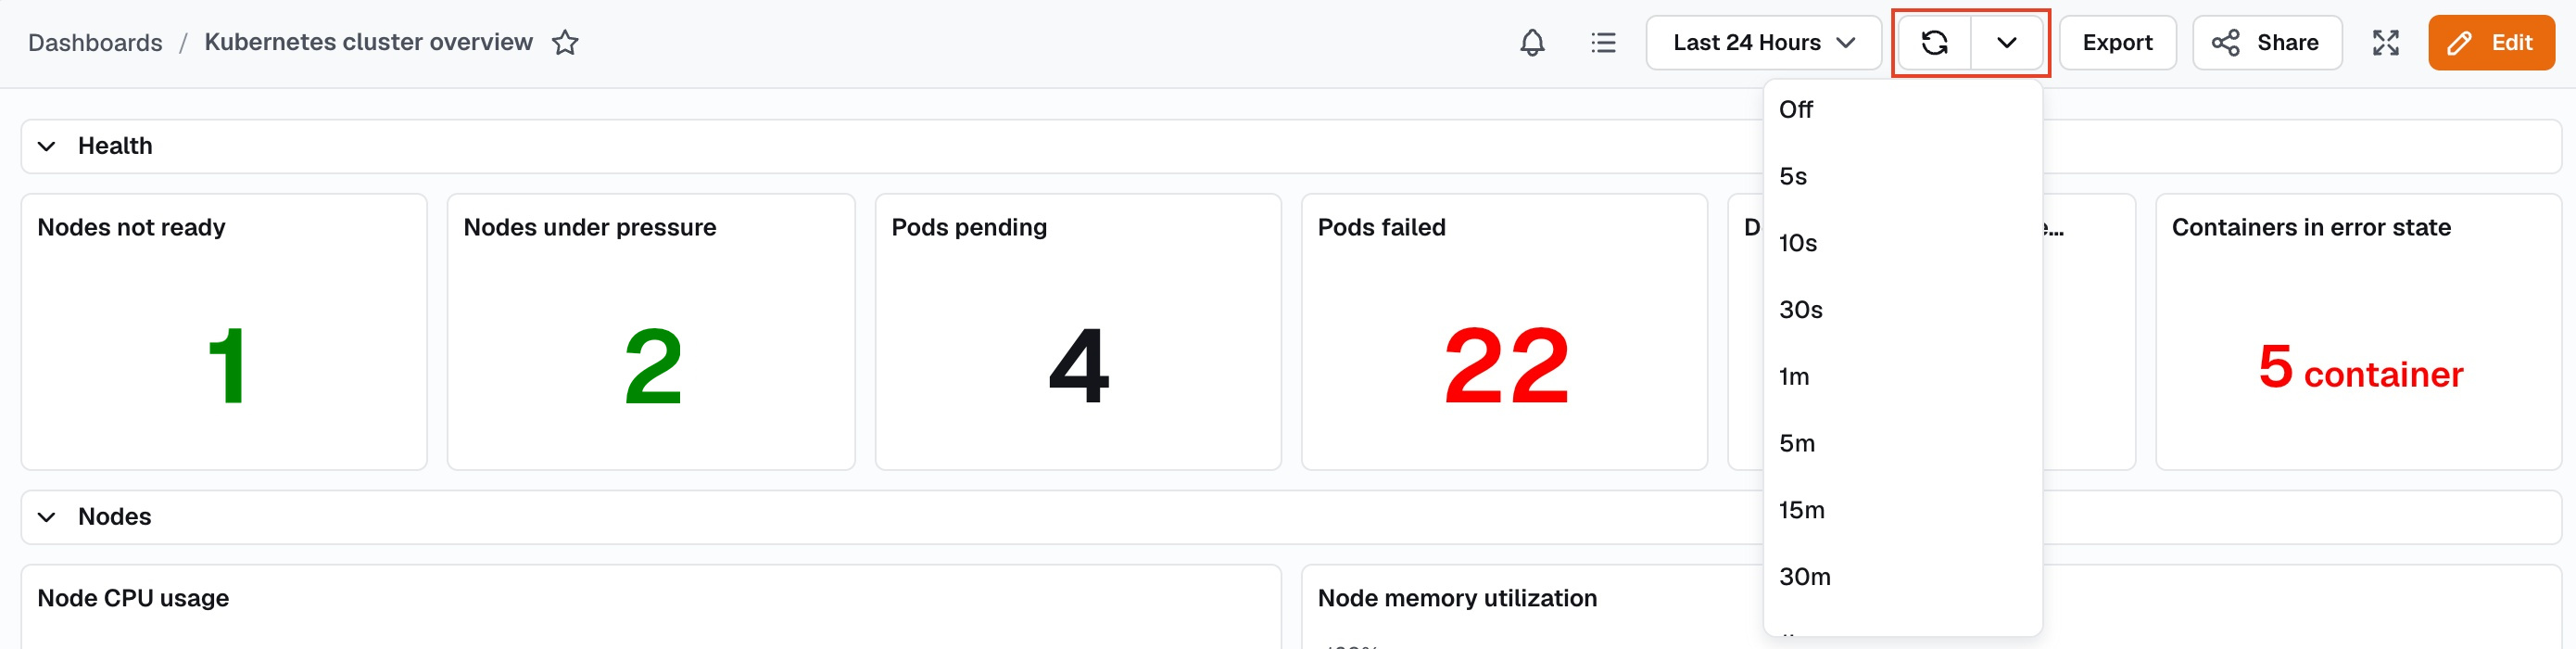 Dashboards / Kubernetes cluster overview
Last 24 Hours
Export
Share
Edit
Off
5s
10s
30s
1m
5m
15m
30m
Health
Nodes not ready
1
Nodes under pressure
2
Pods pending
4
Pods failed
22
D
e...
Containers in error state
5 container
Nodes
Node CPU usage
Node memory utilization